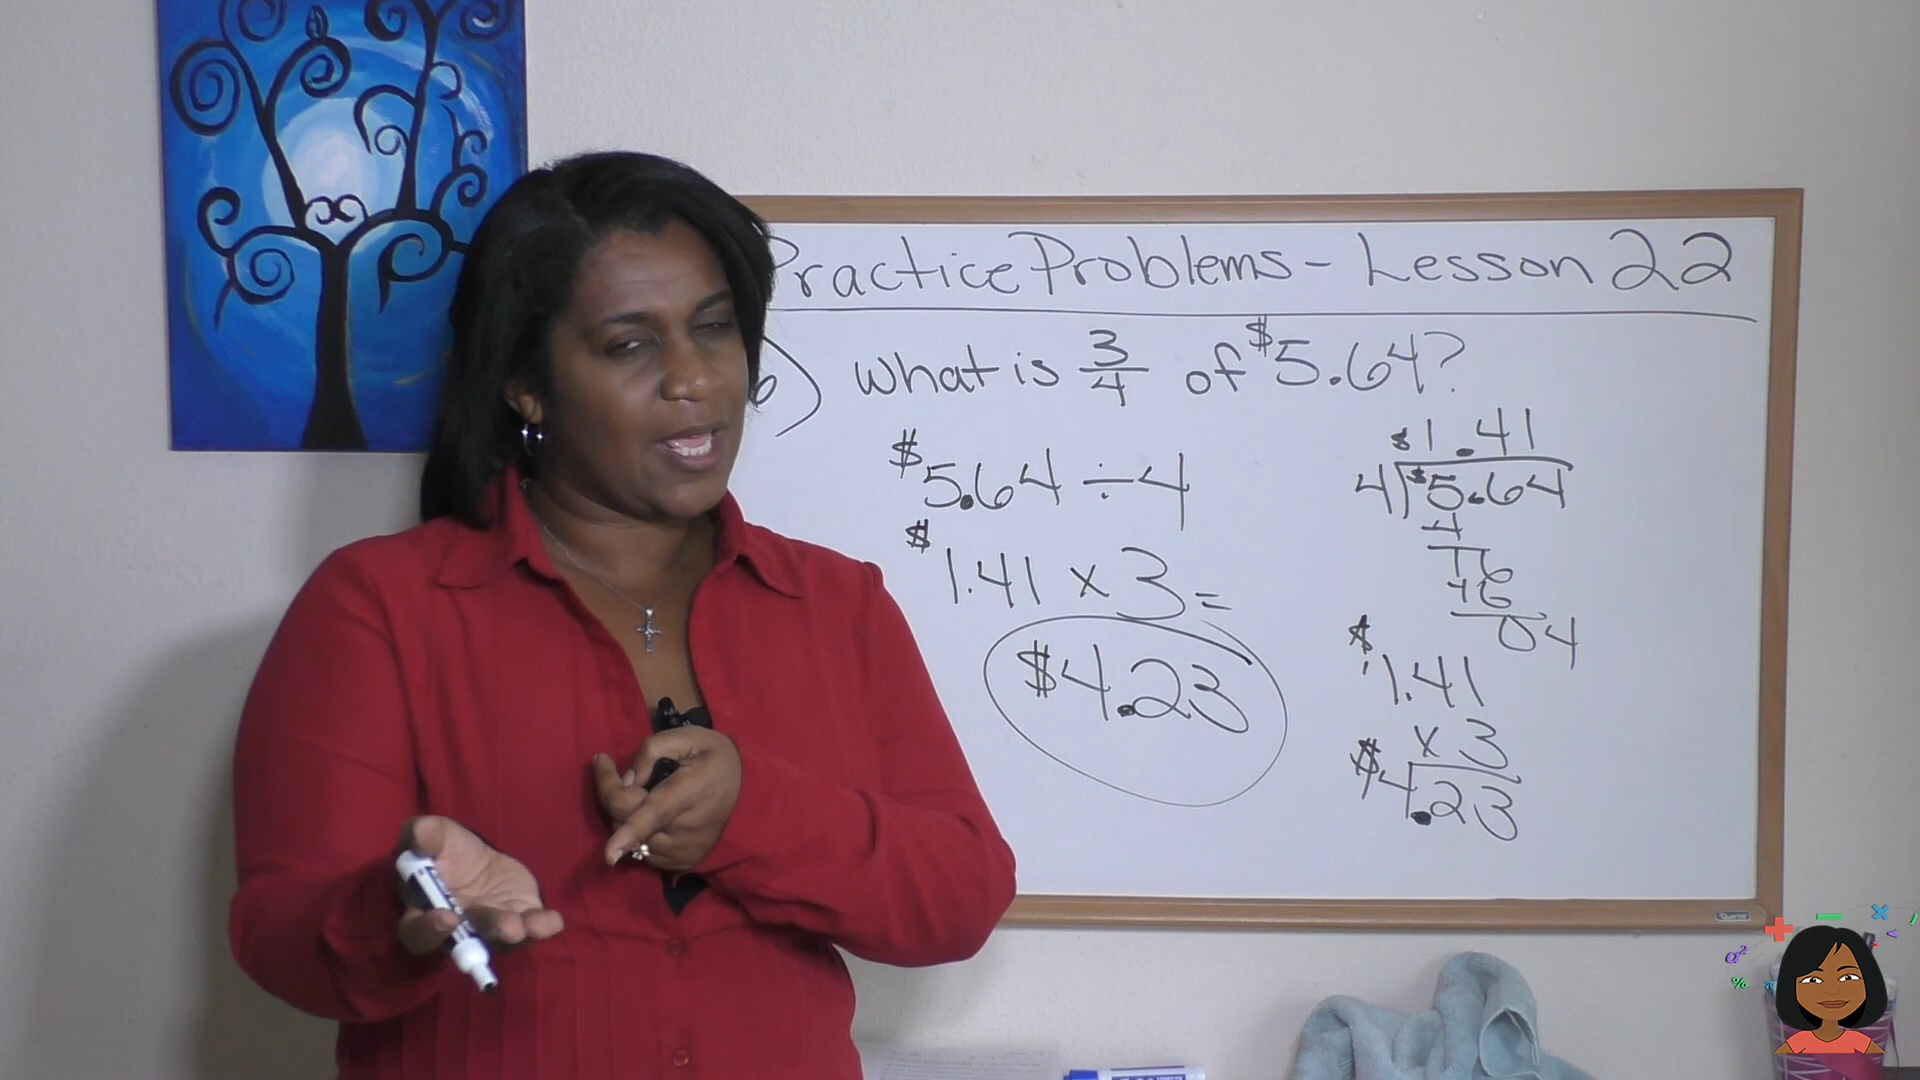 Practice Problems - Lesson 22
b) What is 3/4 of $5.64?
$5.64 ÷ 4
$1.41 x 3 =
$4.23
$1.41
4)$5.64
-4
16
-16
04
$1.41
x 3
$4.23